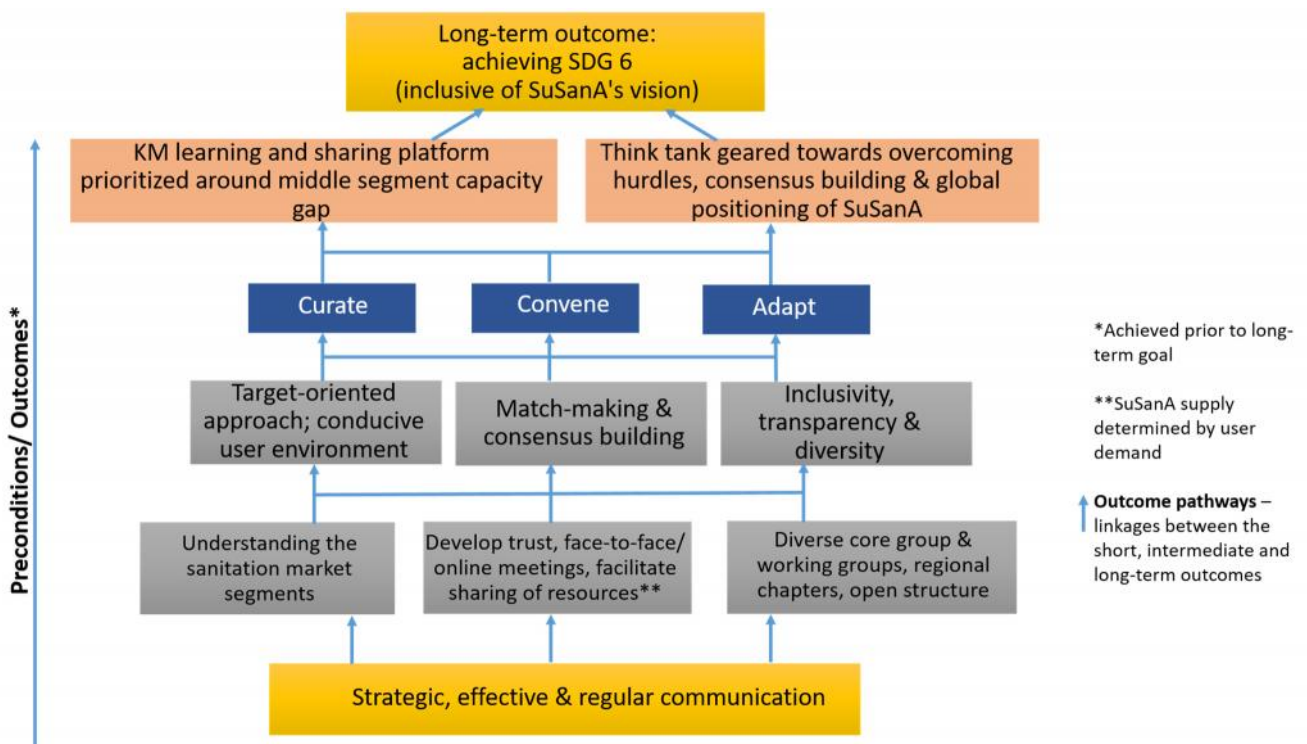 Long-term outcome:
achieving SDG 6
(inclusive of SuSanA's vision)
KM learning and sharing platform
prioritized around middle segment capacity
gap
Think tank geared towards overcoming
hurdles, consensus building & global
positioning of SuSanA
Curate
Convene
Adapt
Target-oriented
approach; conducive
user environment
Match-making &
consensus building
Inclusivity,
transparency &
diversity
Understanding the
sanitation market
segments
Develop trust, face-to-face/
online meetings, facilitate
sharing of resources**
Diverse core group &
working groups, regional
chapters, open structure
Strategic, effective & regular communication
Preconditions/ Outcomes*
*Achieved prior to long-
term goal
**SuSanA supply
determined by user
demand
Outcome pathways –
linkages between the
short, intermediate and
long-term outcomes